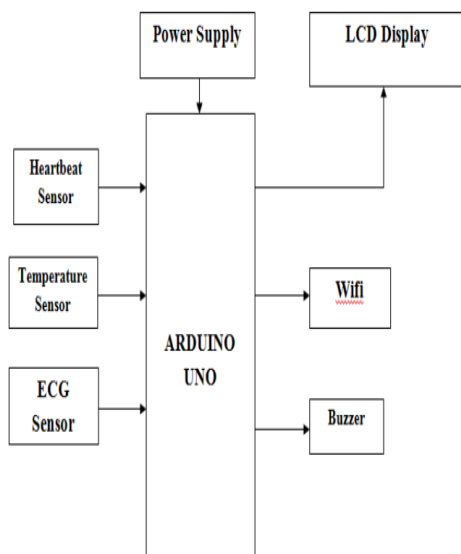 Power Supply
LCD Display
Heartbeat
Sensor
Temperature
Sensor
ECG
Sensor
ARDUINO
UNO
Wifi
Buzzer